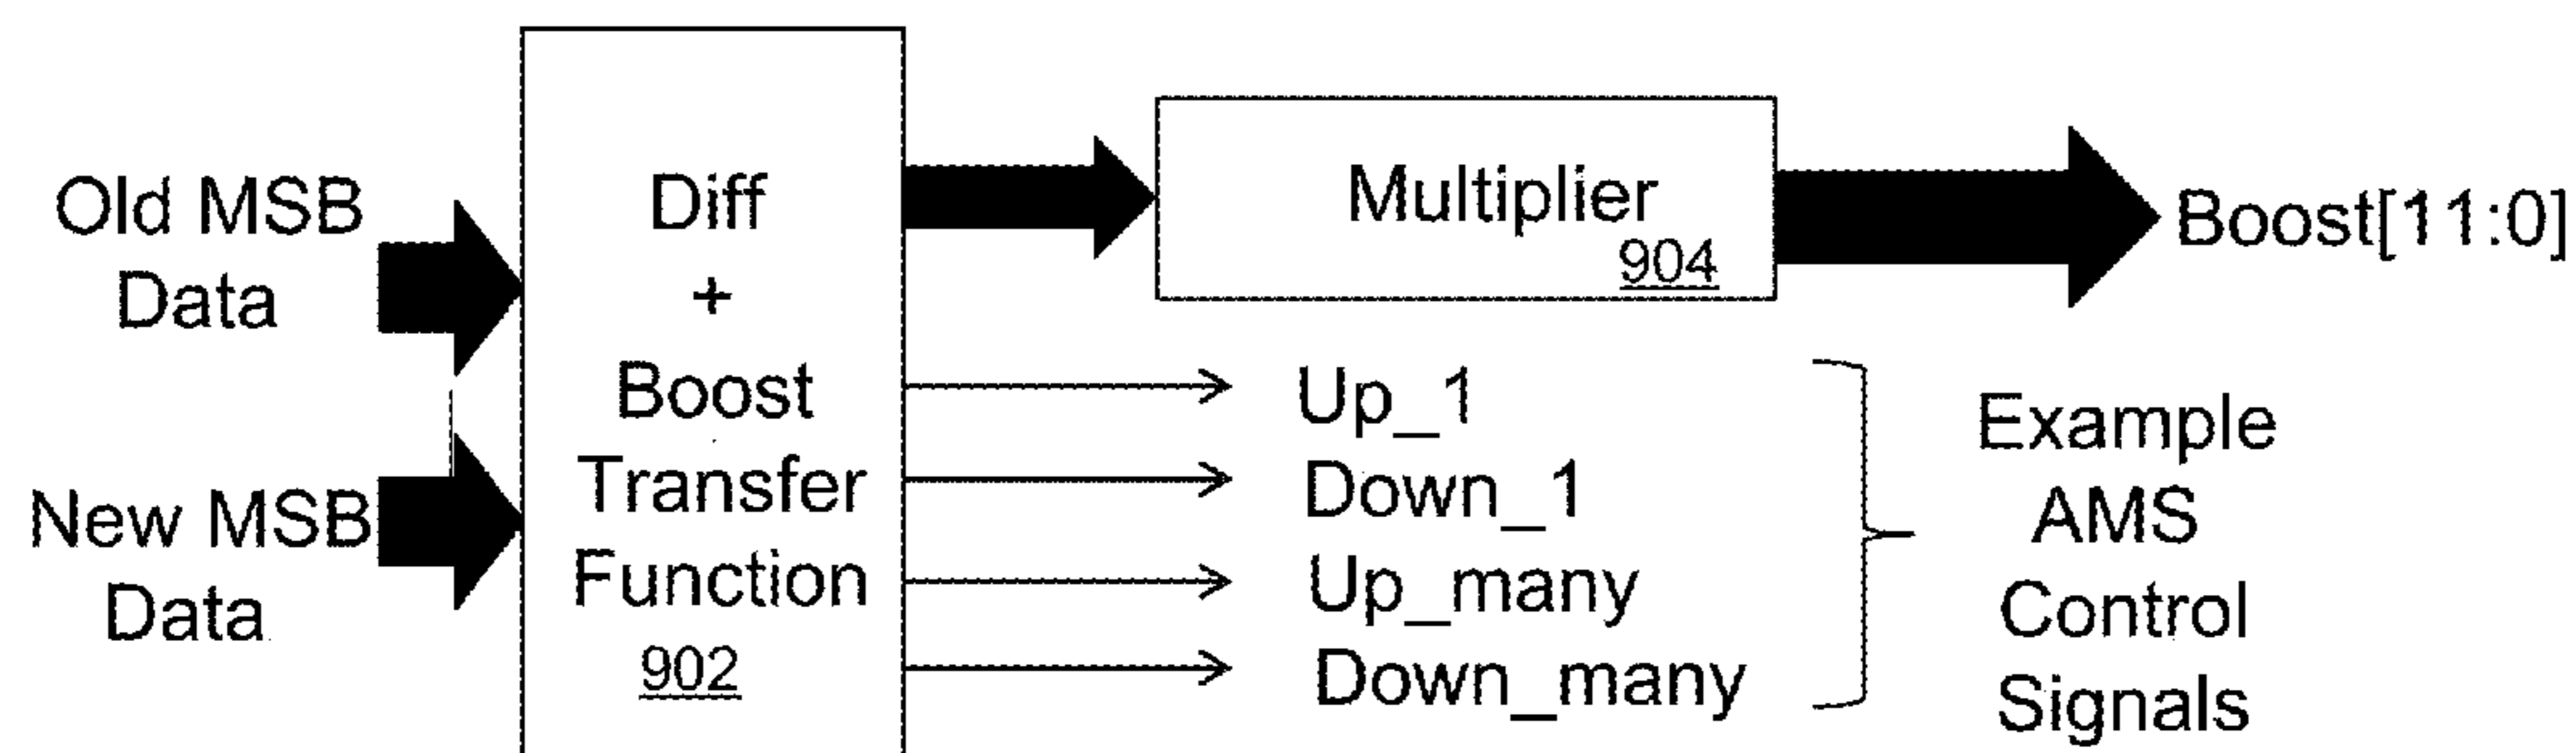 Old MSB
Data
New MSB
Data
Diff
+
Boost
Transfer
Function
902
Multiplier
904
Boost[11:0]
Up_1
Down_1
Up_many
Down_many
Example
AMS
Control
Signals